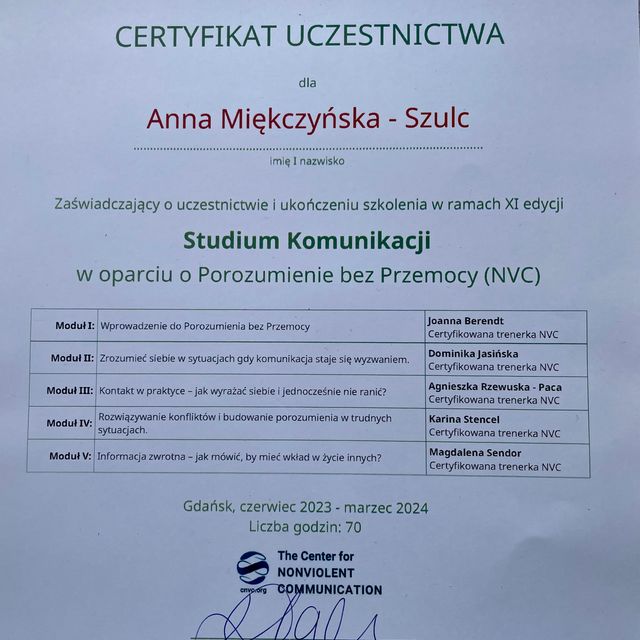 CERTYFIKAT UCZESTNICTWA
dla
Anna Miękczyńska - Szulc
imię I nazwisko
Zaświadczający o uczestnictwie i ukończeniu szkolenia w ramach XI edycji
Studium Komunikacji
w oparciu o Porozumienie bez Przemocy (NVC)
Moduł I: Wprowadzenie do Porozumienia bez Przemocy
Joanna Berendt
Certyfikowana trenerka NVC
Moduł II: Zrozumieć siebie w sytuacjach gdy komunikacja staje się wyzwaniem.
Dominika Jasińska
Certyfikowana trenerka NVC
Moduł III: Kontakt w praktyce – jak wyrażać siebie i jednocześnie nie ranić?
Agnieszka Rzewuska - Paca
Certyfikowana trenerka NVC
Moduł IV: Rozwiązywanie konfliktów i budowanie porozumienia w trudnych
sytuacjach.
Karina Stencel
Certyfikowana trenerka NVC
Moduł V: Informacja zwrotna – jak mówić, by mieć wkład w życie innych?
Magdalena Sendor
Certyfikowana trenerka NVC
Gdańsk, czerwiec 2023 - marzec 2024
Liczba godzin: 70
The Center for
NONVIOLENT
COMMUNICATION
cnvc.org